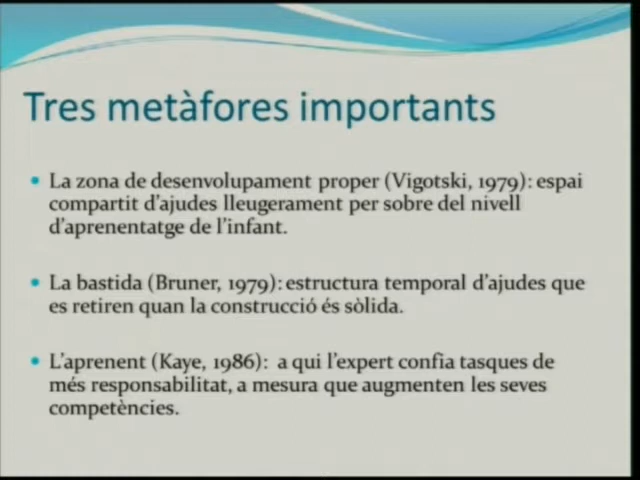 Tres metàfores importants
La zona de desenvolupament proper (Vigotski, 1979): espai
compartit d'ajudes lleugerament per sobre del nivell
d'aprenentatge de l'infant.
La bastida (Bruner, 1979): estructura temporal d'ajudes que
es retiren quan la construcció és sòlida.
L'aprenent (Kaye, 1986): a qui l'expert confia tasques de
més responsabilitat, a mesura que augmenten les seves
competències.